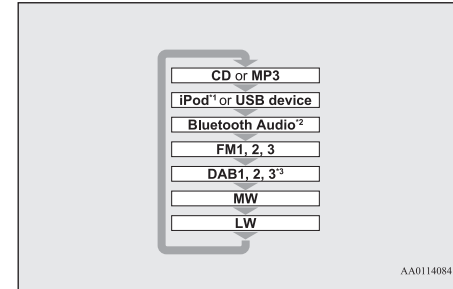 CD or MP3
iPod*1 or USB device
Bluetooth Audio*2
FM1, 2, 3
DAB1, 2, 3*3
MW
LW
AA0114084